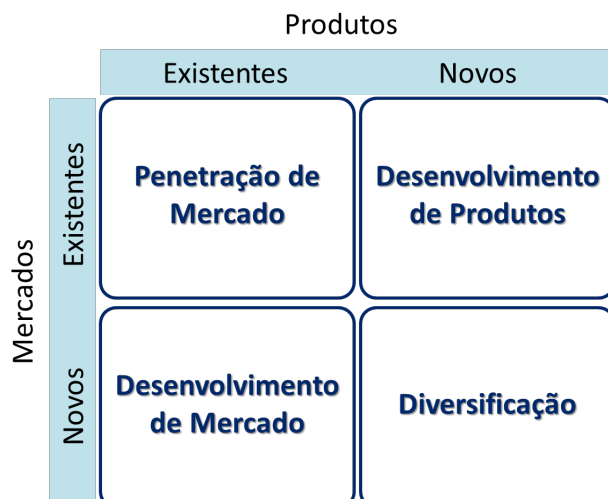 Produtos
Existentes
Novos
Mercados
Existentes
Penetração de
Mercado
Desenvolvimento
de Produtos
Novos
Desenvolvimento
de Mercado
Diversificação